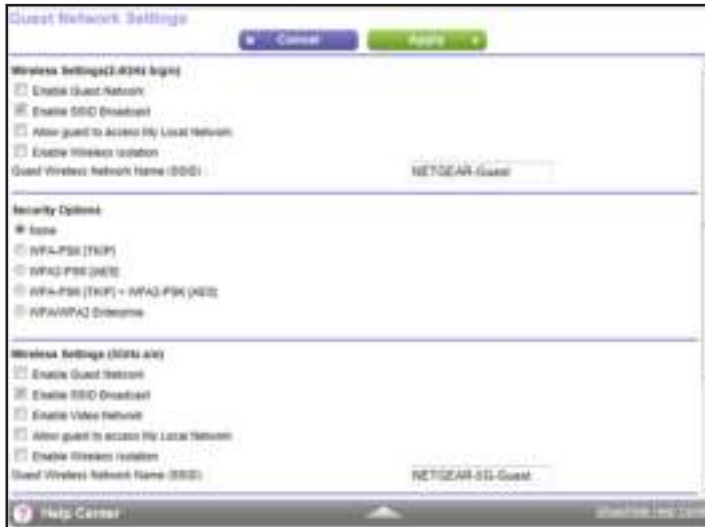 Guest Network Settings
Cancel Apply
Wireless Settings(2.4GHz b/g/n)
Enable Guest Network
Enable SSID Broadcast
Allow guest to access My Local Network
Enable Wireless Isolation
Guest Wireless Network Name (SSID) NETGEAR-Guest
Security Options
None
WPA-PSK [TKIP]
WPA2-PSK [AES]
WPA-PSK [TKIP] + WPA2-PSK [AES]
WPA/WPA2 Enterprise
Wireless Settings (5GHz a/n)
Enable Guest Network
Enable SSID Broadcast
Enable Video Network
Allow guest to access My Local Network
Enable Wireless Isolation
Guest Wireless Network Name (SSID) NETGEAR-5G-Guest
Help Center
Show/Hide Help Center